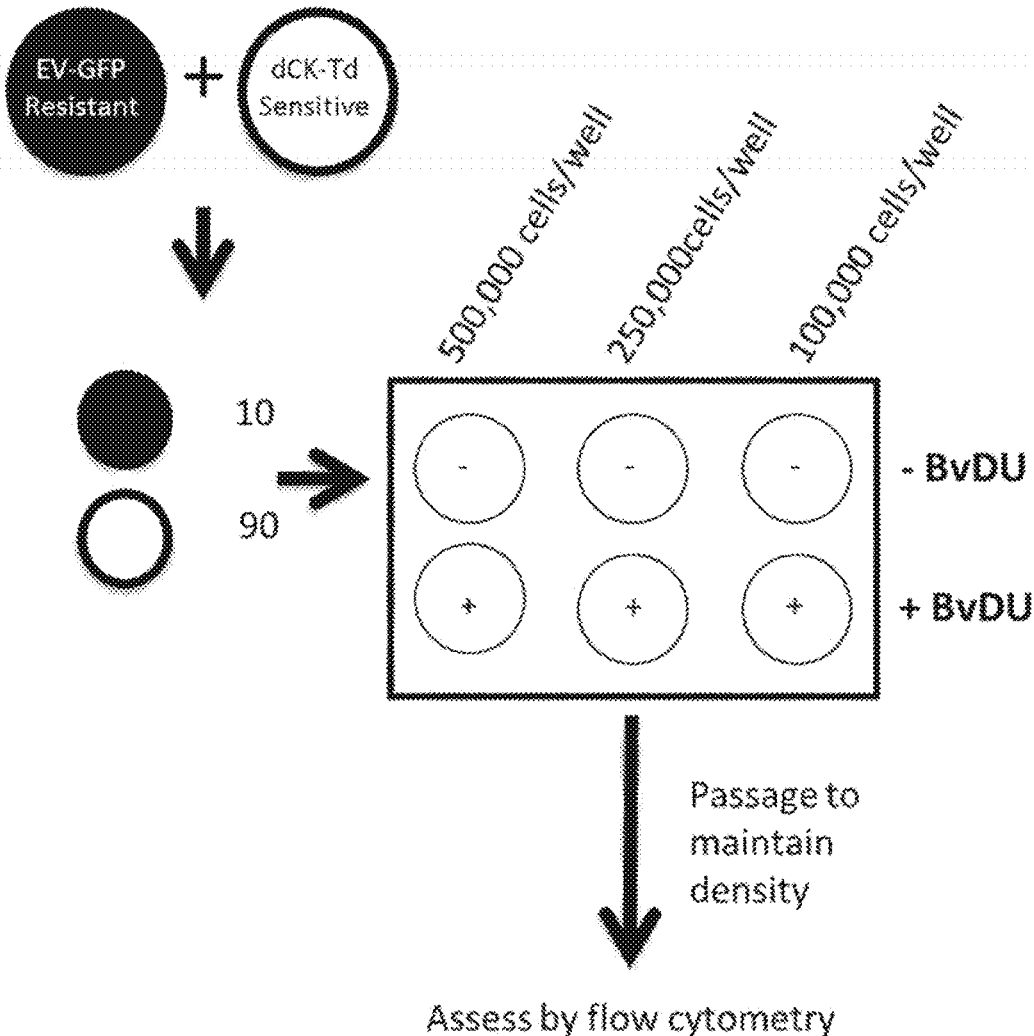 EV-GFP
Resistant
+
dCK-Td
Sensitive
500,000 cells/well
250,000cells/well
100,000 cells/well
10
90
- - -
- BvDU
+ + +
+ BvDU
Passage to
maintain
density
Assess by flow cytometry